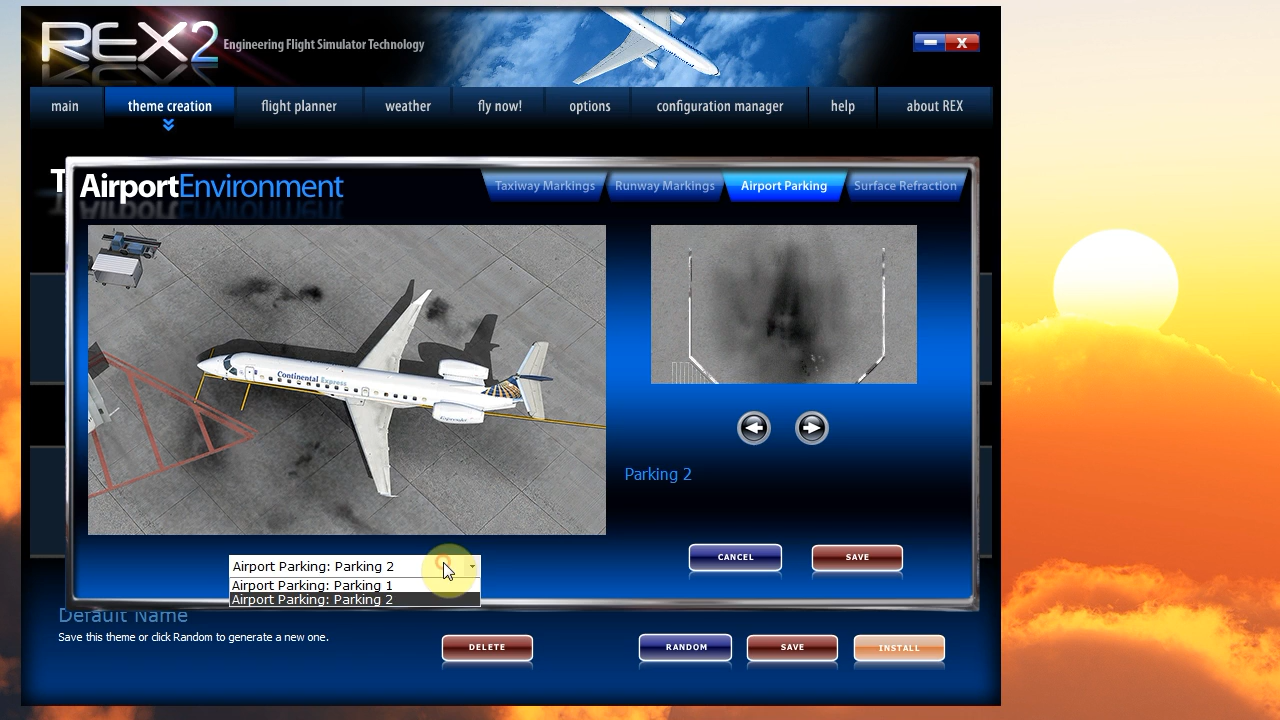 REX2 Engineering Flight Simulator Technology
X
main theme creation flight planner weather fly now! options configuration manager help about REX
T
AirportEnvironment
Taxiway Markings Runway Markings Airport Parking Surface Refraction
Continental Express
Parking 2
CANCEL SAVE
Airport Parking: Parking 2
Airport Parking: Parking 1
Airport Parking: Parking 2
Default Name
Save this theme or click Random to generate a new one.
DELETE RANDOM SAVE INSTALL